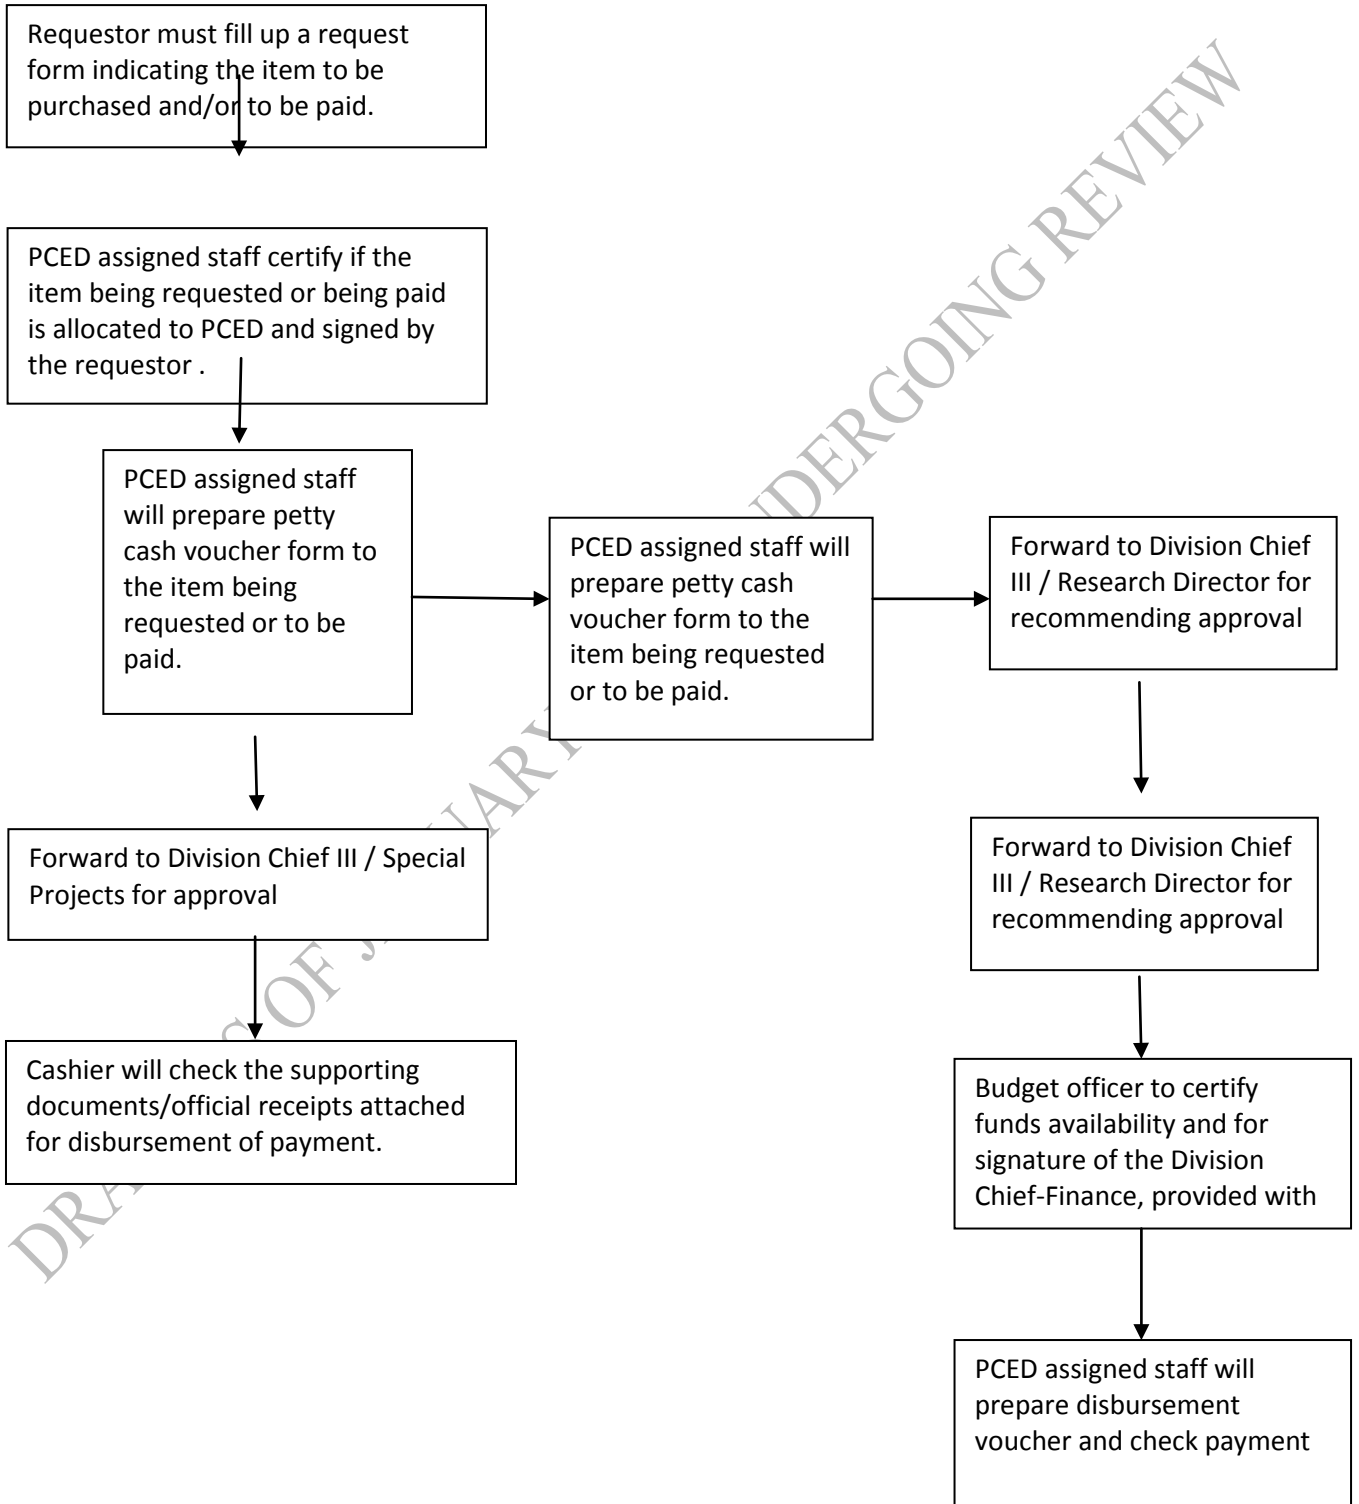 Requestor must fill up a request
form indicating the item to be
purchased and/or to be paid.
PCED assigned staff certify if the
item being requested or being paid
is allocated to PCED and signed by
the requestor .
PCED assigned staff
will prepare petty
cash voucher form to
the item being
requested or to be
paid.
PCED assigned staff will
prepare petty cash
voucher form to the
item being requested
or to be paid.
Forward to Division Chief
III / Research Director for
recommending approval
Forward to Division Chief III / Special
Projects for approval
Forward to Division Chief
III / Research Director for
recommending approval
Cashier will check the supporting
documents/official receipts attached
for disbursement of payment.
Budget officer to certify
funds availability and for
signature of the Division
Chief-Finance, provided with
PCED assigned staff will
prepare disbursement
voucher and check payment
OF UNDERGOING REVIEW